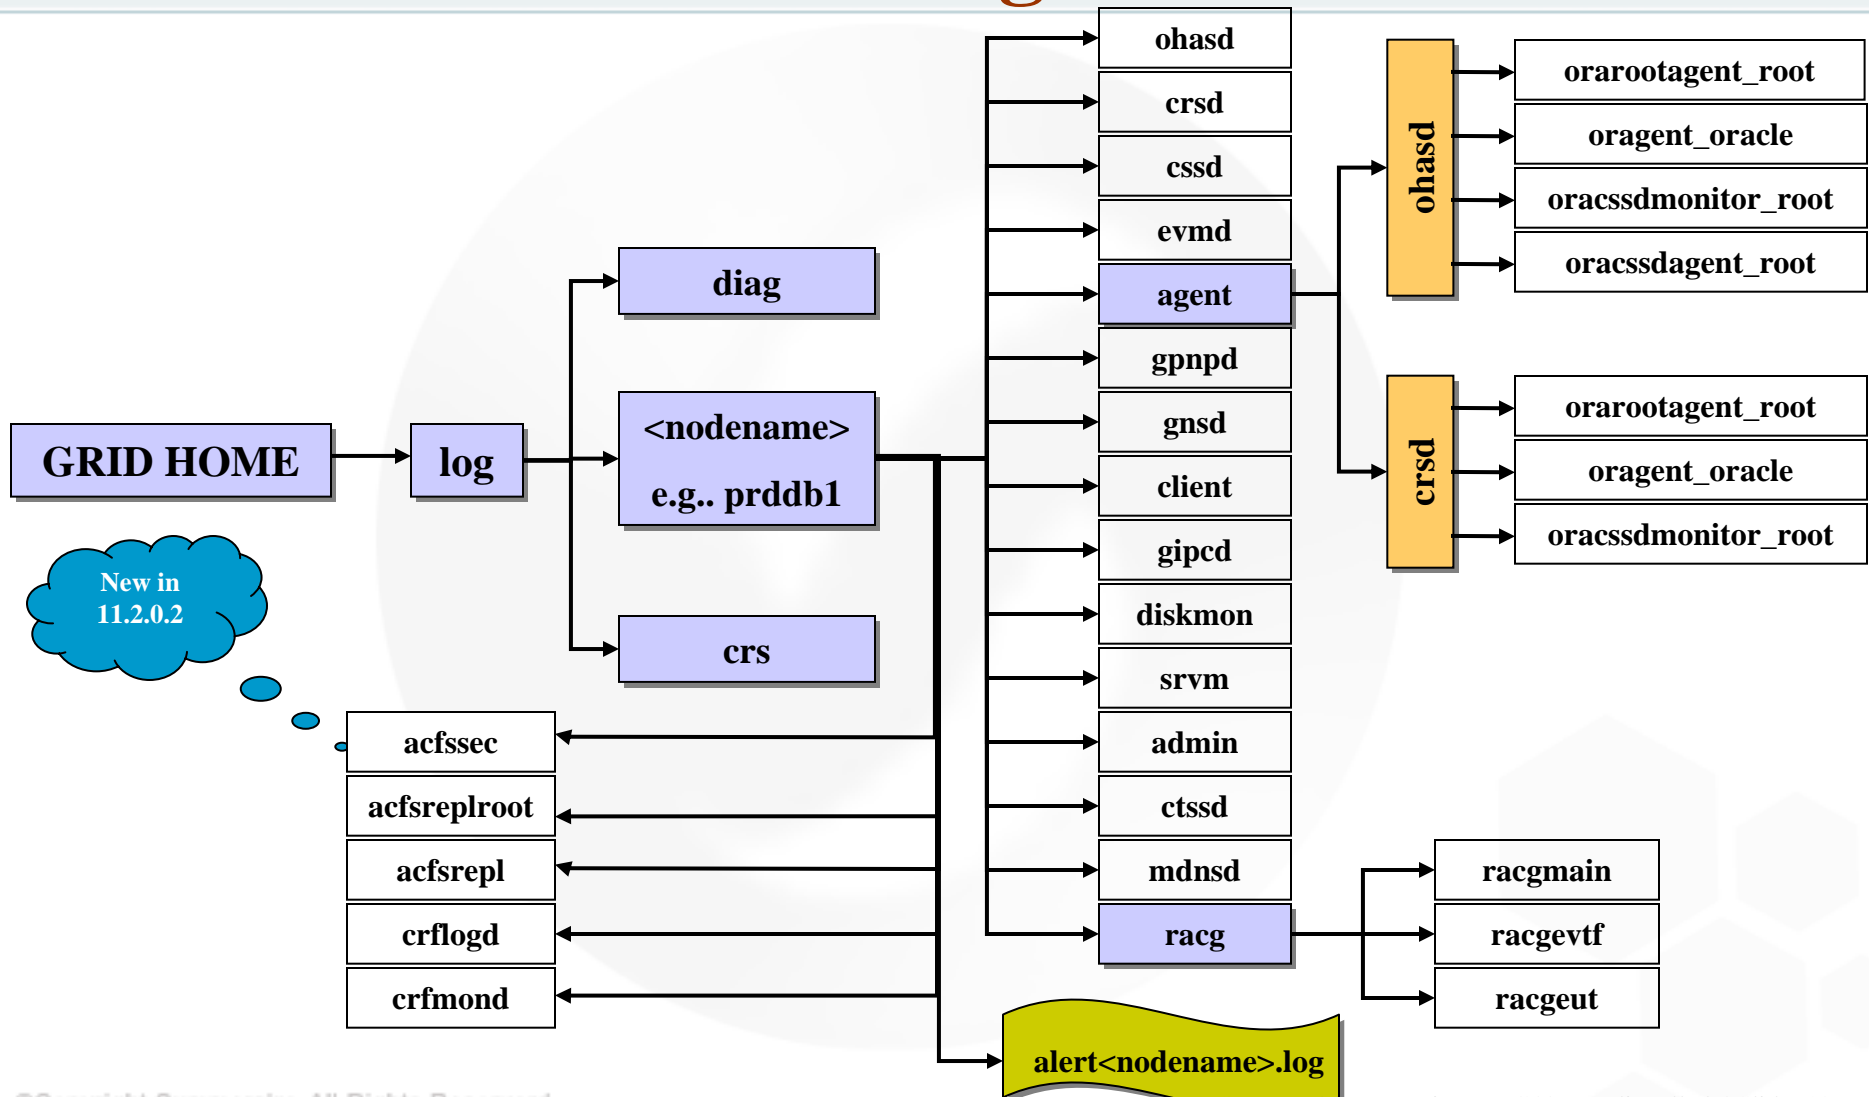 ohasd
crsd
cssd
evmd
agent
gpnpd
gnsd
client
gipcd
diskmon
srvm
admin
ctssd
mdnsd
racg
ohasd
orarootagent_root
oragent_oracle
oracssdmonitor_root
oracssdagent_root
crsd
orarootagent_root
oragent_oracle
oracssdmonitor_root
diag
<nodename>
e.g.. prddb1
crs
GRID HOME
log
New in
11.2.0.2
acfssec
acfsreplroot
acfsrepl
crflogd
crfmond
racgmain
racgevtf
racgeut
alert<nodename>.log